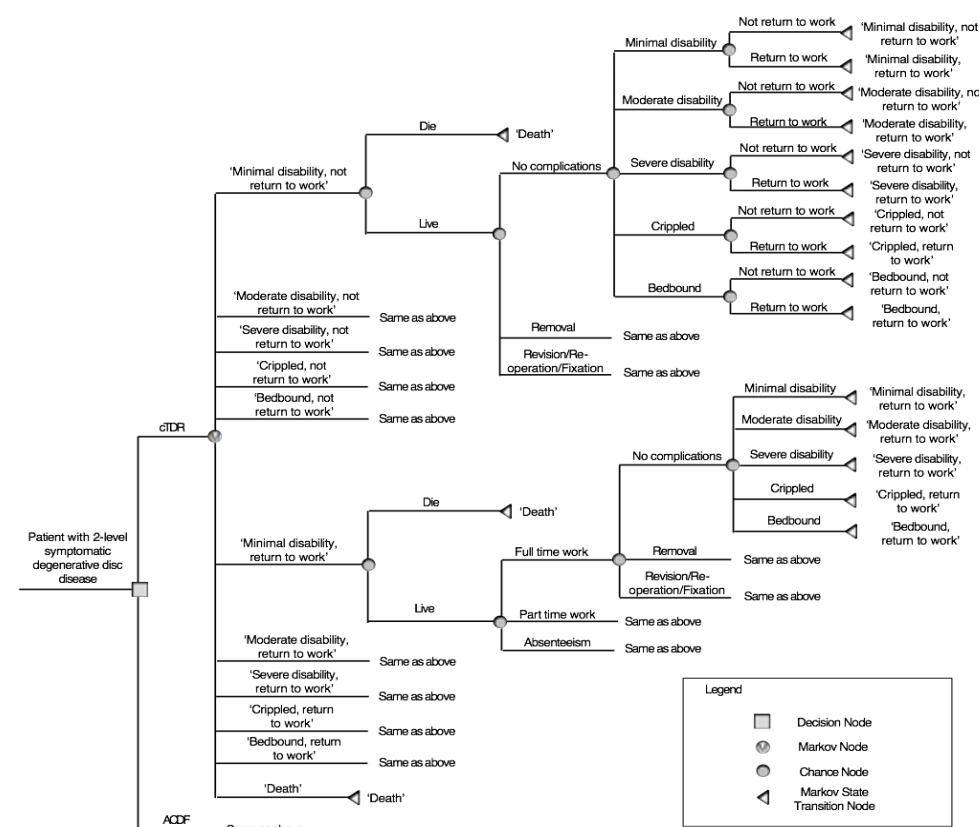 Not return to work
'Minimal disability, not
return to work'
Minimal disability
Return to work
'Minimal disability,
return to work'
Not return to work
'Moderate disability, no
return to work'
Moderate disability
Return to work
'Moderate disability,
return to work'
Die
'Death'
Not return to work
'Severe disability, not
return to work'
No complications
Severe disability
Return to work
'Severe disability,
return to work'
'Minimal disability, not
return to work'
Not return to work
'Crippled, not
return to work'
Live
Crippled
Return to work
'Crippled, return
to work'
Not return to work
'Bedbound, not
return to work'
Bedbound
Return to work
'Bedbound,
return to work'
Removal
Same as above
Revision/Re-
operation/Fixation
Same as above
'Moderate disability, not
return to work'
Same as above
'Severe disability, not
return to work'
Same as above
'Crippled, not
return to work'
Same as above
'Bedbound, not
return to work'
Same as above
cTDR
Minimal disability
'Minimal disability,
return to work'
Moderate disability
'Moderate disability,
return to work'
No complications
Severe disability
'Severe disability,
return to work'
Crippled
'Crippled, return
to work'
Bedbound
'Bedbound,
return to work'
Die
'Death'
Patient with 2-level
symptomatic
degenerative disc
disease
'Minimal disability,
return to work'
Full time work
Removal
Same as above
Revision/Re-
operation/Fixation
Same as above
Live
Part time work
Same as above
Absenteeism
Same as above
'Moderate disability,
return to work'
Same as above
'Severe disability,
return to work'
Same as above
'Crippled, return
to work'
Same as above
'Bedbound, return
to work'
Same as above
'Death'
'Death'
ACDF
Legend
Decision Node
Markov Node
Chance Node
Markov State
Transition Node